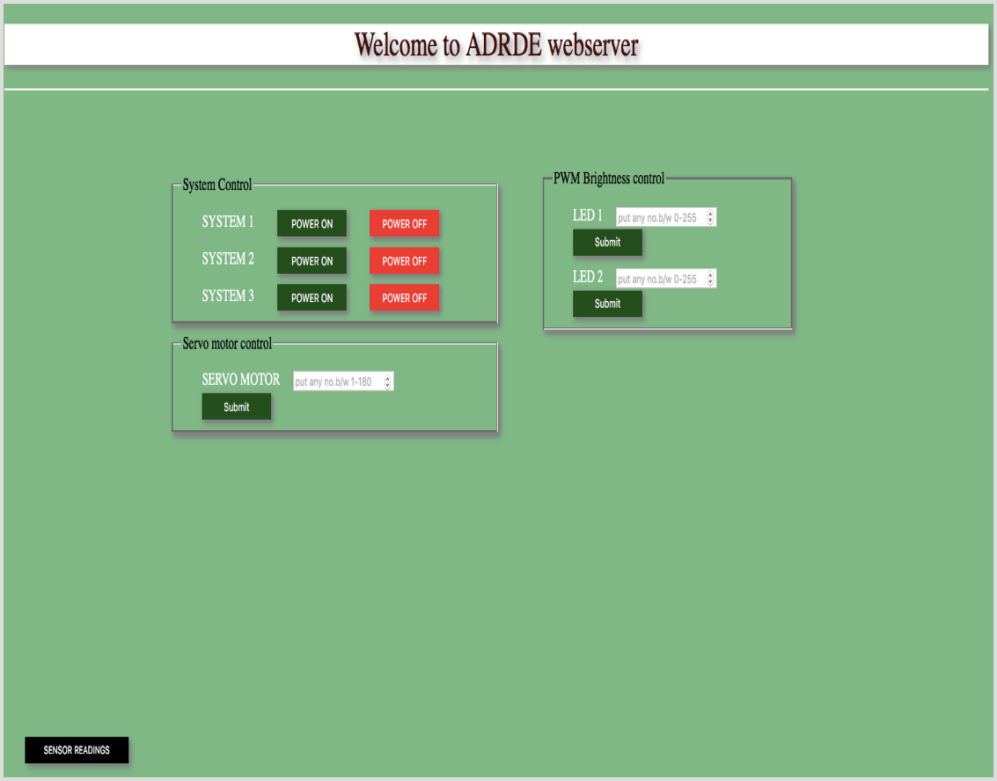 Welcome to ADRDE webserver
System Control
SYSTEM 1 POWER ON POWER OFF
SYSTEM 2 POWER ON POWER OFF
SYSTEM 3 POWER ON POWER OFF
Servo motor control
SERVO MOTOR put any no.b/w 1-180
Submit
PWM Brightness control
LED 1 put any no.b/w 0-255
Submit
LED 2 put any no.b/w 0-255
Submit
SENSOR READINGS